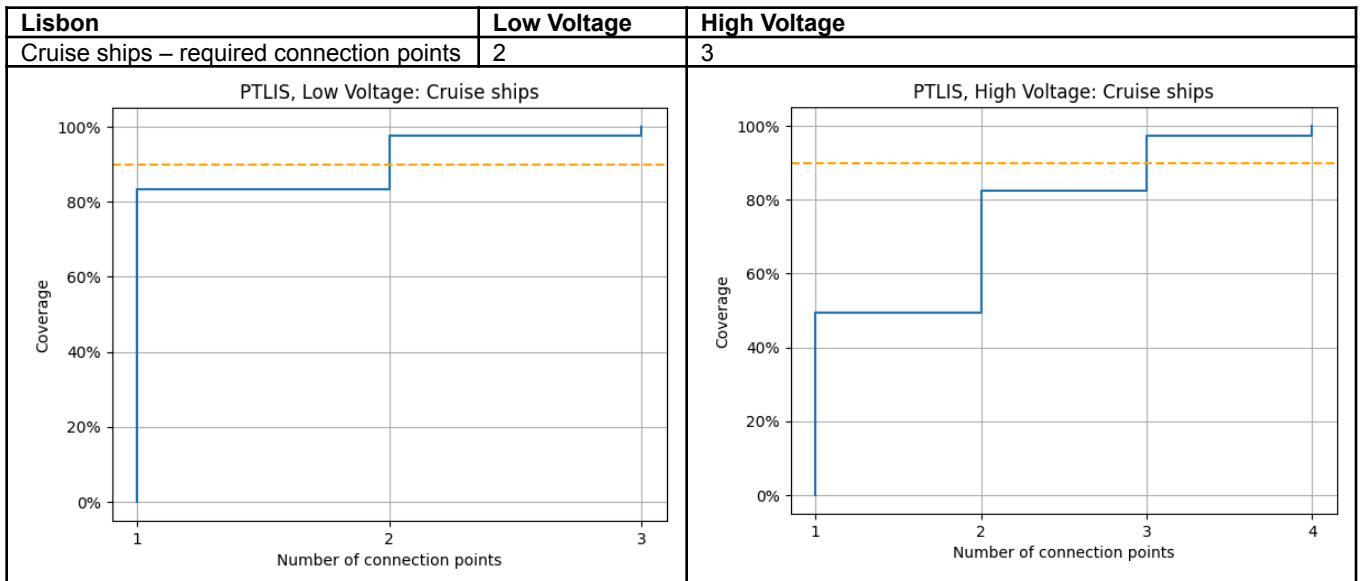 Lisbon Low Voltage High Voltage
Cruise ships – required connection points 2 3
PTLIS, Low Voltage: Cruise ships
100%
80%
60%
40%
20%
0%
Coverage
1 2 3
Number of connection points
PTLIS, High Voltage: Cruise ships
100%
80%
60%
40%
20%
0%
Coverage
1 2 3 4
Number of connection points